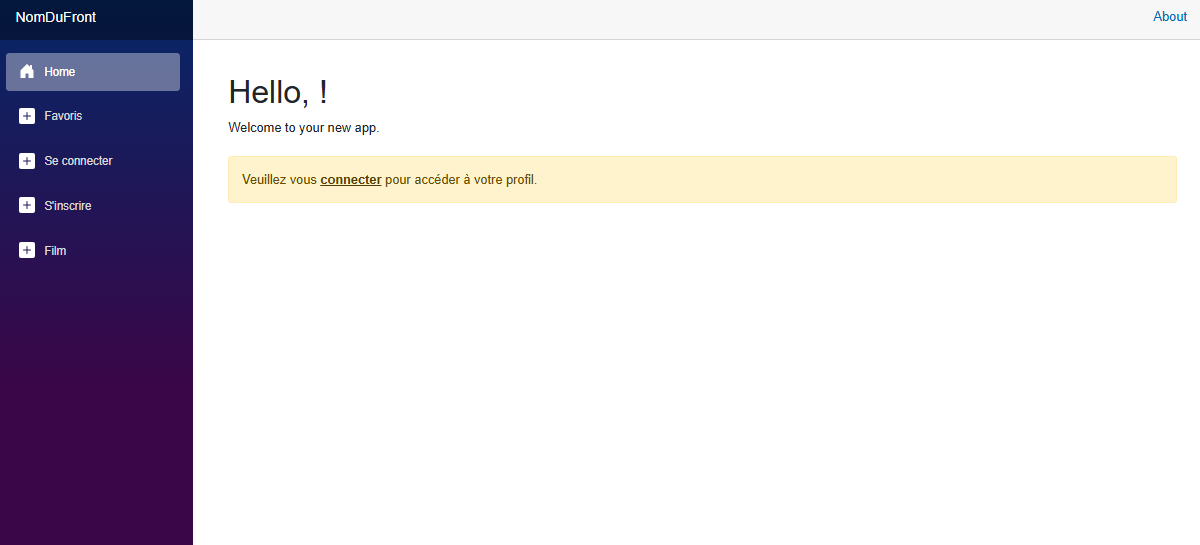 NomDuFront
About
Home
Favoris
Se connecter
S'inscrire
Film
Hello, !
Welcome to your new app.
Veuillez vous connecter pour accéder à votre profil.